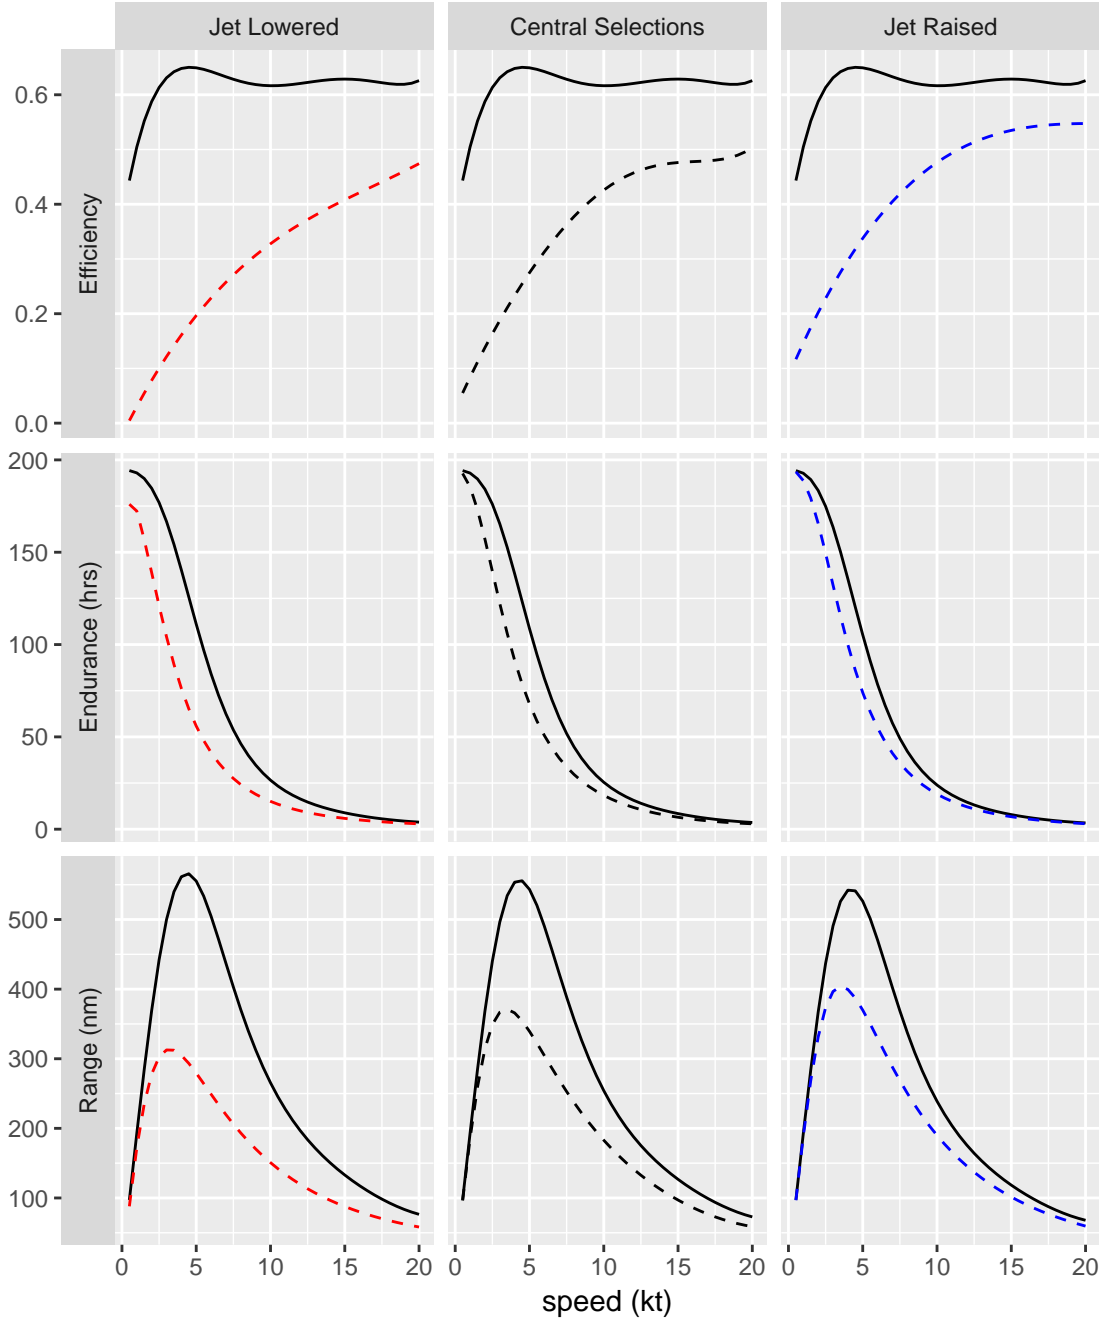 Jet Lowered Central Selections Jet Raised
Efficiency
0.6
0.4
0.2
0.0
Endurance (hrs)
200
150
100
50
0
Range (nm)
500
400
300
200
100
0 5 10 15 20 0 5 10 15 20 0 5 10 15 20
speed (kt)